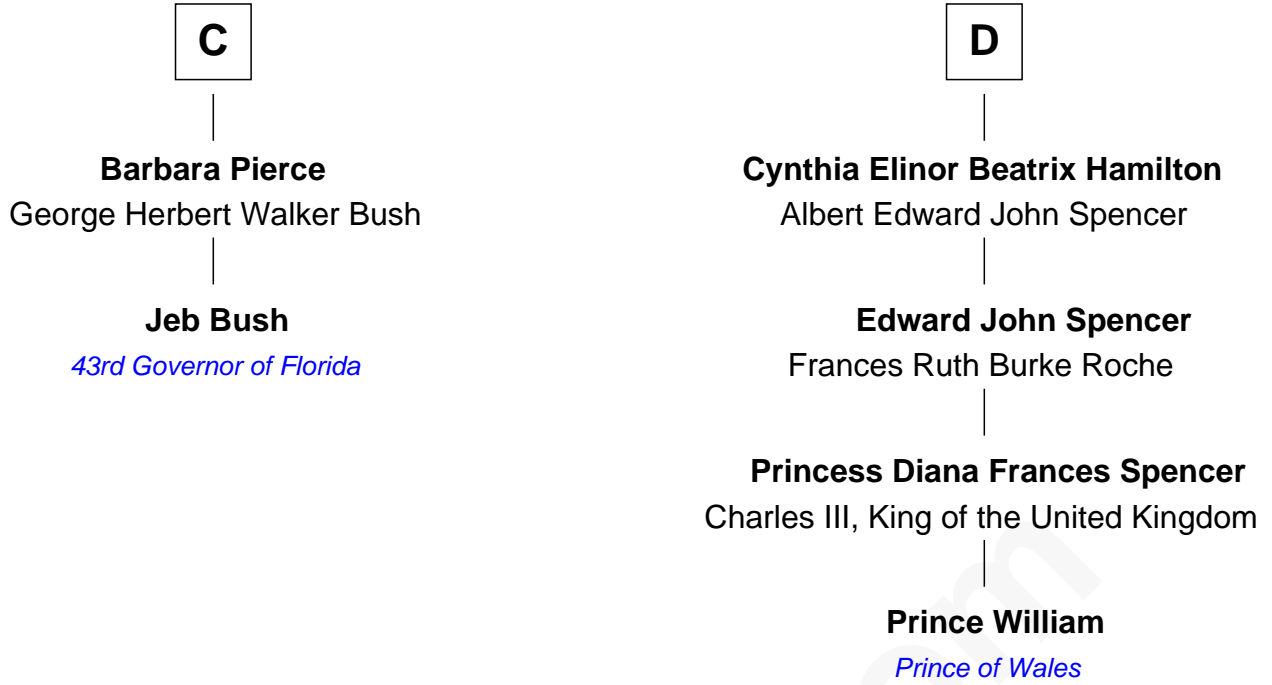 C
Barbara Pierce
George Herbert Walker Bush
Jeb Bush
43rd Governor of Florida
D
Cynthia Elinor Beatrix Hamilton
Albert Edward John Spencer
Edward John Spencer
Frances Ruth Burke Roche
Princess Diana Frances Spencer
Charles III, King of the United Kingdom
Prince William
Prince of Wales